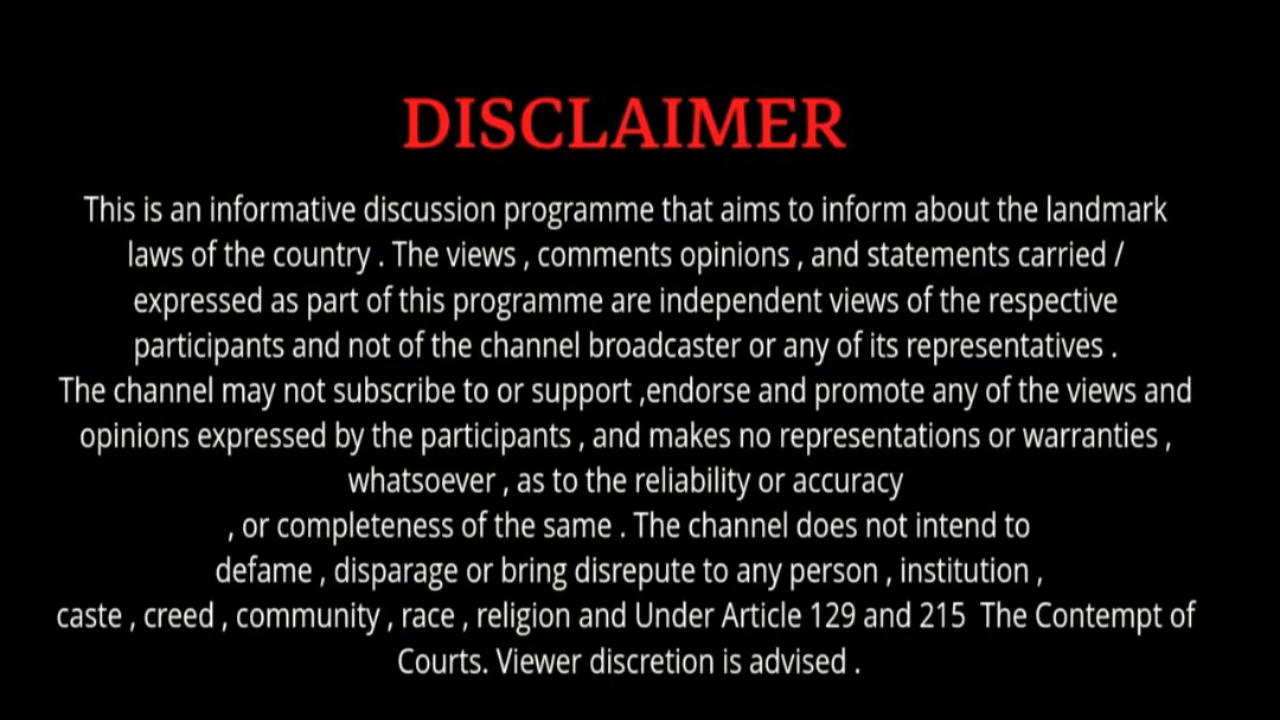 DISCLAIMER
This is an informative discussion programme that aims to inform about the landmark
laws of the country . The views , comments opinions , and statements carried /
expressed as part of this programme are independent views of the respective
participants and not of the channel broadcaster or any of its representatives .
The channel may not subscribe to or support ,endorse and promote any of the views and
opinions expressed by the participants , and makes no representations or warranties ,
whatsoever , as to the reliability or accuracy
, or completeness of the same . The channel does not intend to
defame , disparage or bring disrepute to any person , institution ,
caste , creed , community , race , religion and Under Article 129 and 215  The Contempt of
Courts. Viewer discretion is advised .